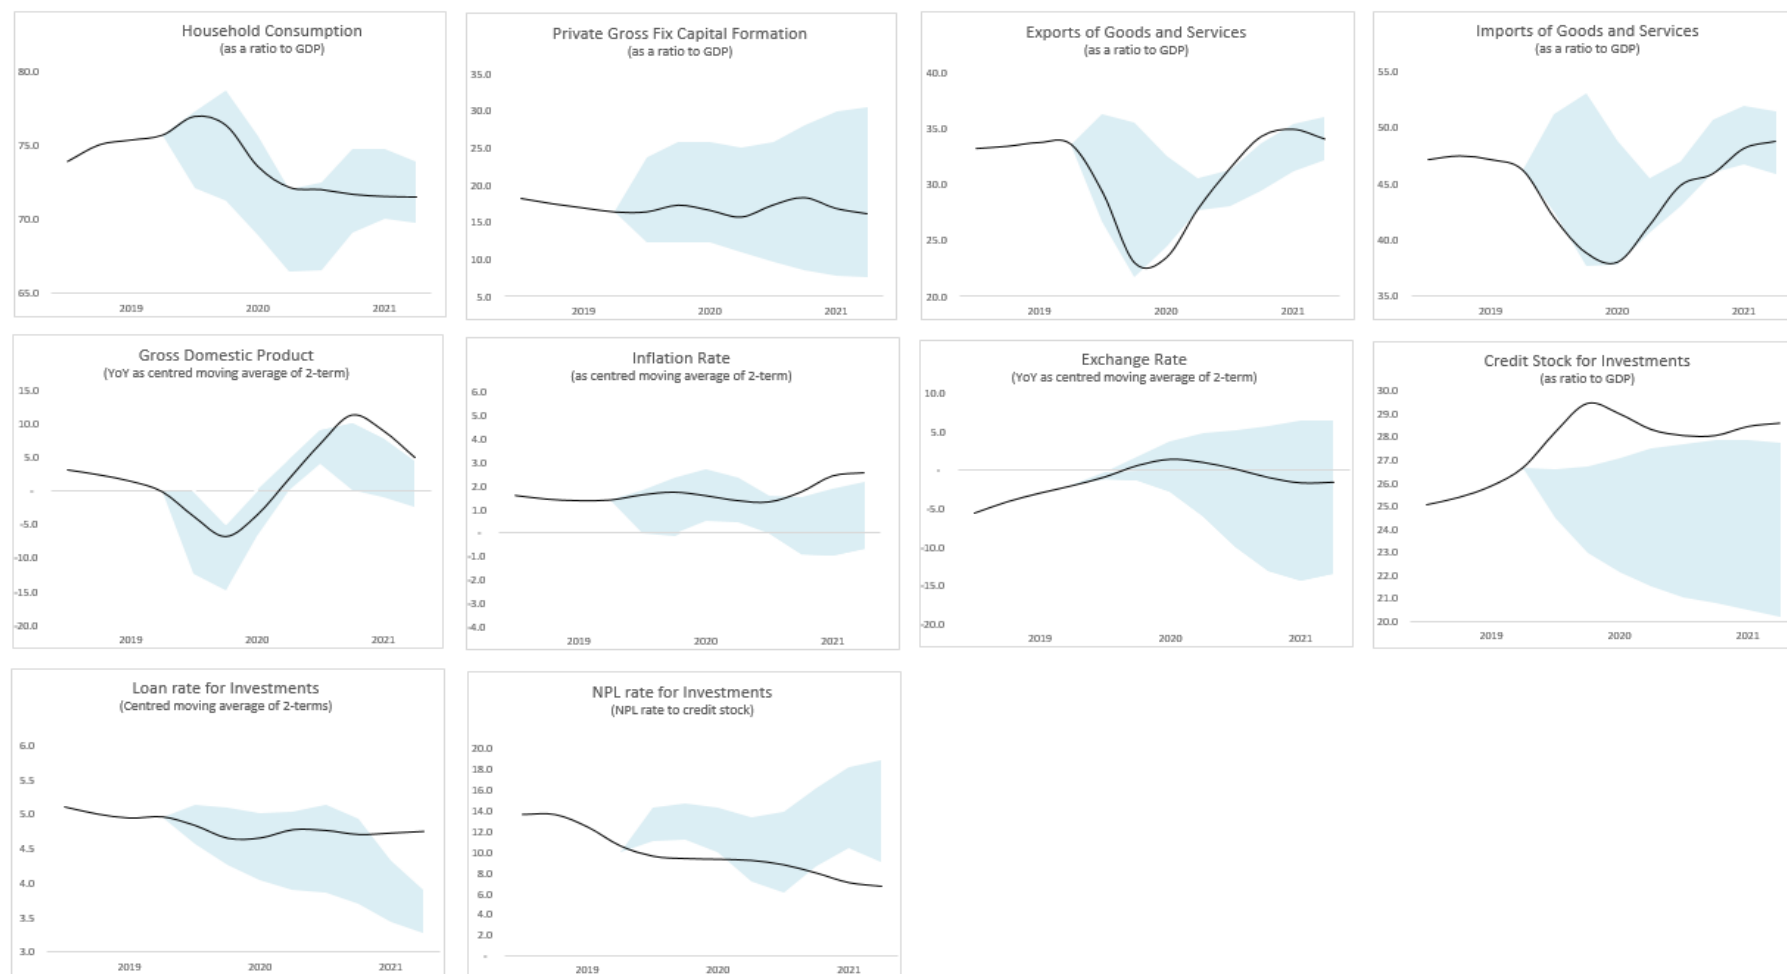 Household Consumption
(as a ratio to GDP)
80.0
75.0
70.0
65.0
2019 2020 2021
Private Gross Fix Capital Formation
(as a ratio to GDP)
35.0
30.0
25.0
20.0
15.0
10.0
5.0
2019 2020 2021
Exports of Goods and Services
(as a ratio to GDP)
40.0
35.0
30.0
25.0
20.0
2019 2020 2021
Imports of Goods and Services
(as a ratio to GDP)
55.0
50.0
45.0
40.0
35.0
2019 2020 2021
Gross Domestic Product
(YoY as centred moving average of 2-term)
15.0
10.0
5.0
-
-5.0
-10.0
-15.0
-20.0
2019 2020 2021
Inflation Rate
(as centred moving average of 2-term)
6.0
5.0
4.0
3.0
2.0
1.0
-
-1.0
-2.0
-3.0
-4.0
2019 2020 2021
Exchange Rate
(YoY as centred moving average of 2-term)
10.0
5.0
-
-5.0
-10.0
-15.0
-20.0
2019 2020 2021
Credit Stock for Investments
(as ratio to GDP)
30.0
29.0
28.0
27.0
26.0
25.0
24.0
23.0
22.0
21.0
20.0
2019 2020 2021
Loan rate for Investments
(Centred moving average of 2-terms)
6.0
5.5
5.0
4.5
4.0
3.5
3.0
2019 2020 2021
NPL rate for Investments
(NPL rate to credit stock)
20.0
18.0
16.0
14.0
12.0
10.0
8.0
6.0
4.0
2.0
-
2019 2020 2021